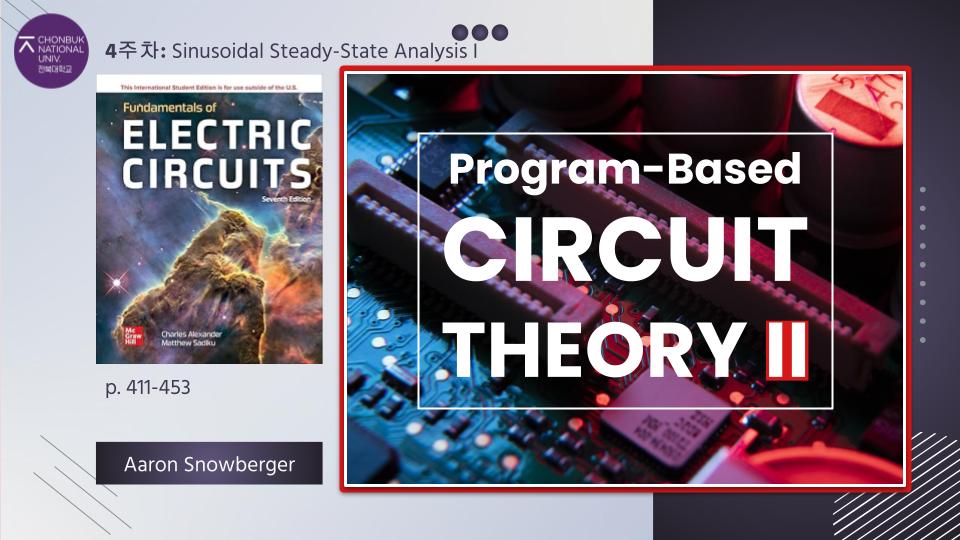 CHONBUK
NATIONAL
UNIV.
전북대학교
4주차: Sinusoidal Steady-State Analysis I
This International Student Edition is for use outside of the U.S.
Fundamentals of
ELECTRIC
CIRCUITS
Seventh Edition
Mc
Graw
Hill
Charles Alexander
Matthew Sadiku
p. 411-453
Aaron Snowberger
Program-Based
CIRCUIT
THEORY II